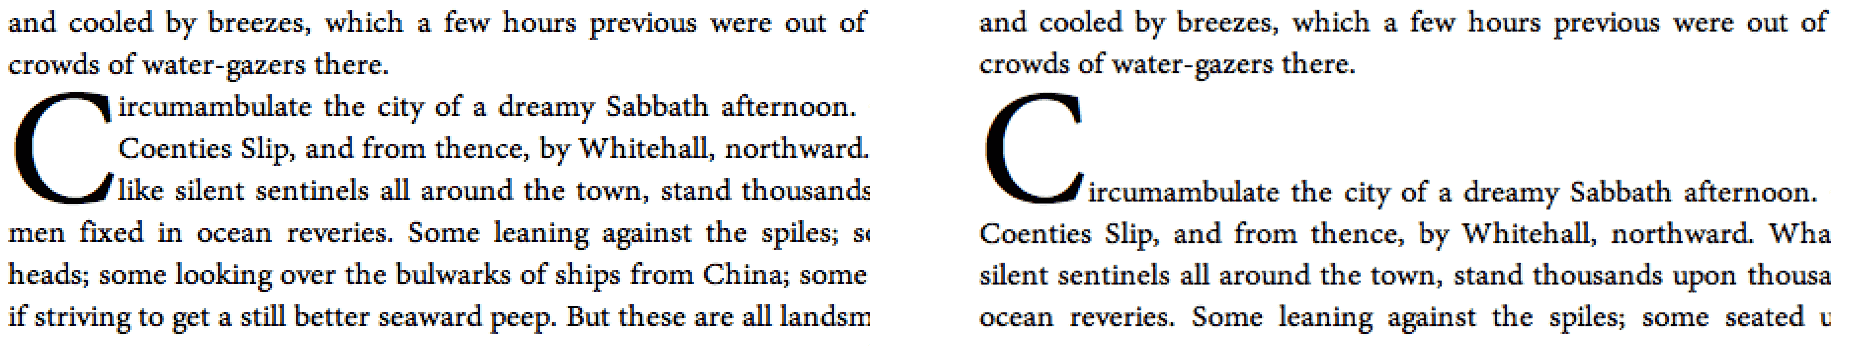 and cooled by breezes, which a few hours previous were out of
crowds of water-gazers there.
Circumambulate the city of a dreamy Sabbath afternoon.
Coenties Slip, and from thence, by Whitehall, northward.
like silent sentinels all around the town, stand thousands
men fixed in ocean reveries. Some leaning against the spiles;
heads; some looking over the bulwarks of ships from China; some
if striving to get a still better seaward peep. But these are all landsm
and cooled by breezes, which a few hours previous were out of
crowds of water-gazers there.
Circumambulate the city of a dreamy Sabbath afternoon.
Coenties Slip, and from thence, by Whitehall, northward. Wha
silent sentinels all around the town, stand thousands upon thousa
ocean reveries. Some leaning against the spiles; some seated